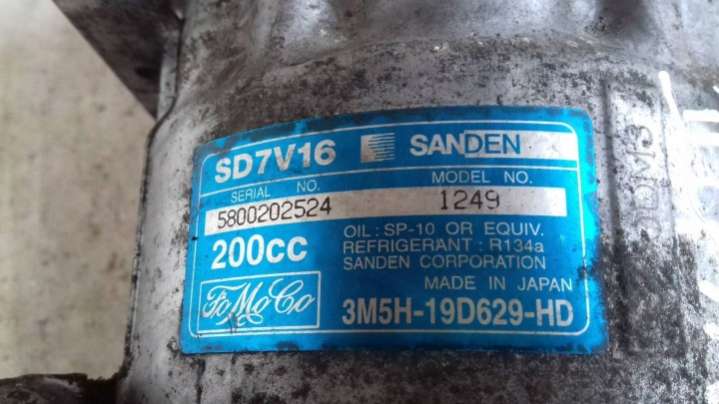 SD7V16 SANDEN
SERIAL NO. MODEL NO.
5800202524 1249
200cc
OIL: SP-10 OR EQUIV.
REFRIGERANT: R134a
SANDEN CORPORATION
MADE IN JAPAN
FoMoCo 3M5H-19D629-HD